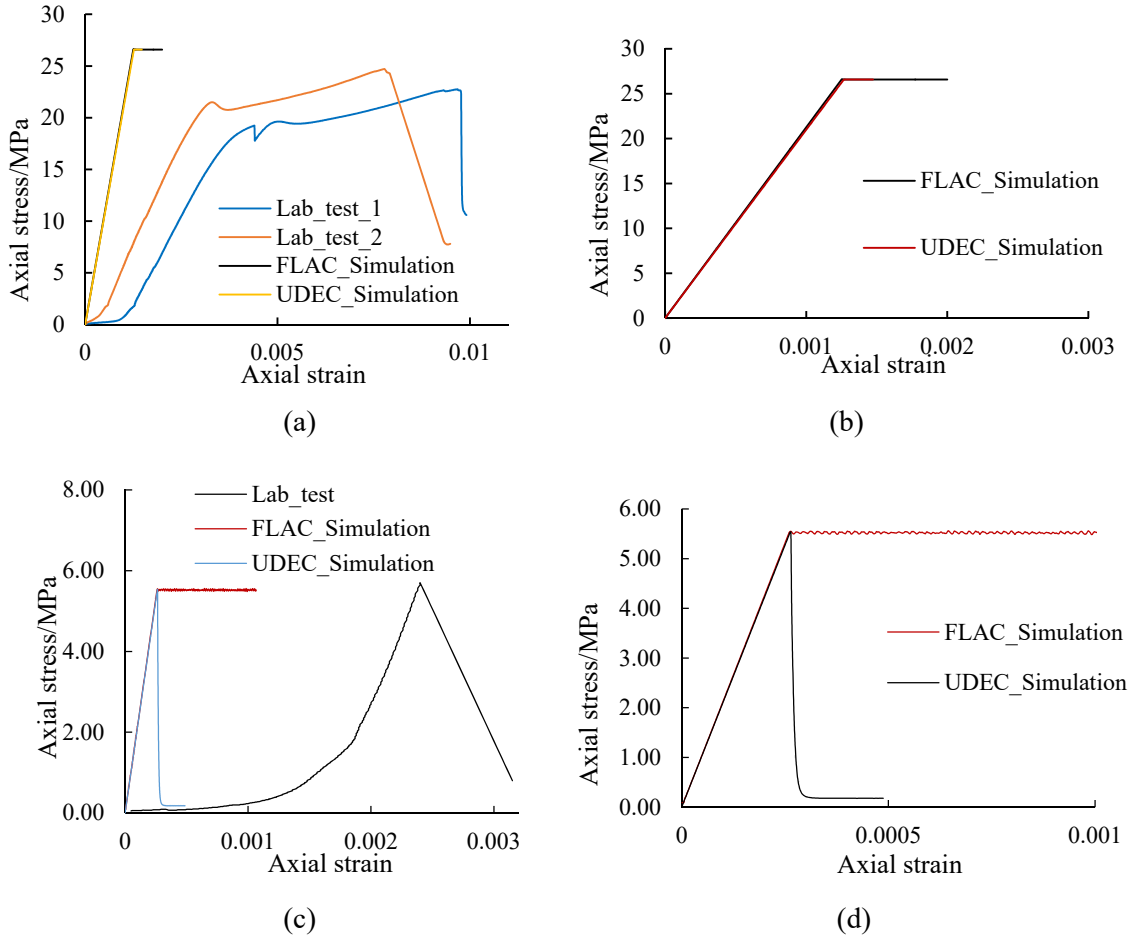 Axial stress/MPa
30
25
20
15
10
5
0
0
0.005
0.01
Axial strain
Lab_test_1
Lab_test_2
FLAC_Simulation
UDEC_Simulation
(a)
Axial stress/MPa
30
25
20
15
10
5
0
0
0.001
0.002
0.003
Axial strain
FLAC_Simulation
UDEC_Simulation
(b)
Axial stress/MPa
8.00
6.00
4.00
2.00
0.00
0
0.001
0.002
0.003
Axial strain
Lab_test
FLAC_Simulation
UDEC_Simulation
(c)
Axial stress/MPa
6.00
5.00
4.00
3.00
2.00
1.00
0.00
0
0.0005
0.001
Axial strain
FLAC_Simulation
UDEC_Simulation
(d)